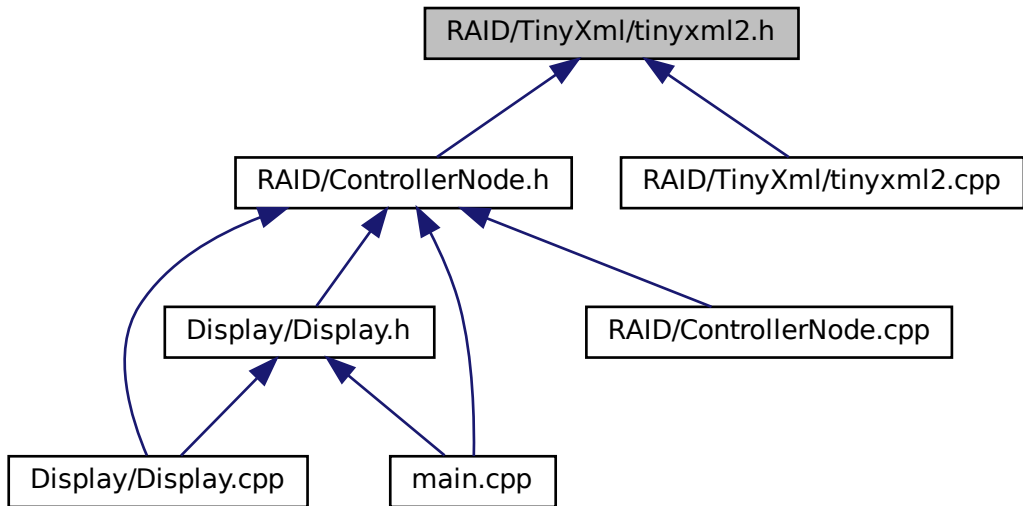 RAID/TinyXml/tinyxml2.h
RAID/ControllerNode.h
RAID/TinyXml/tinyxml2.cpp
Display/Display.h
RAID/ControllerNode.cpp
Display/Display.cpp
main.cpp